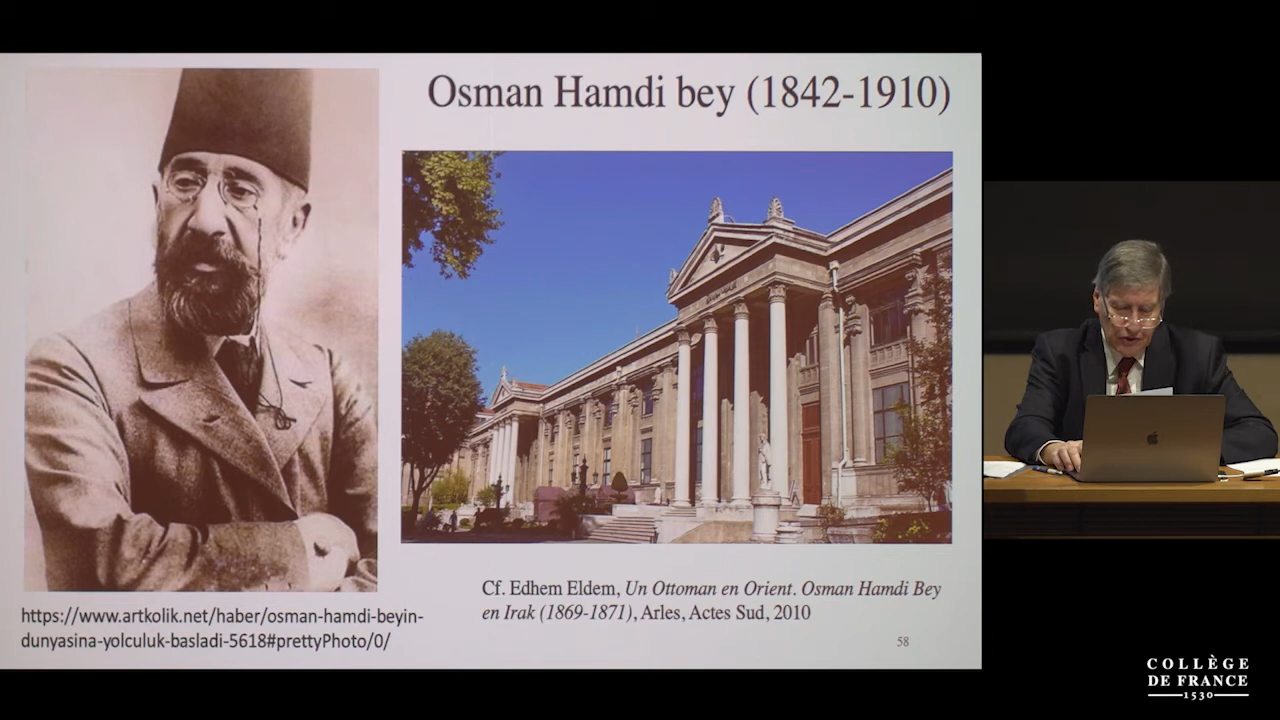 Osman Hamdi bey (1842-1910)
Cf. Edhem Eldem, Un Ottoman en Orient. Osman Hamdi Bey
en Irak (1869-1871), Arles, Actes Sud, 2010
https://www.artkolik.net/haber/osman-hamdi-beyin-
dunyasina-yolculuk-basladi-5618#prettyPhoto/0/
58
COLLÈGE
DE FRANCE
1530